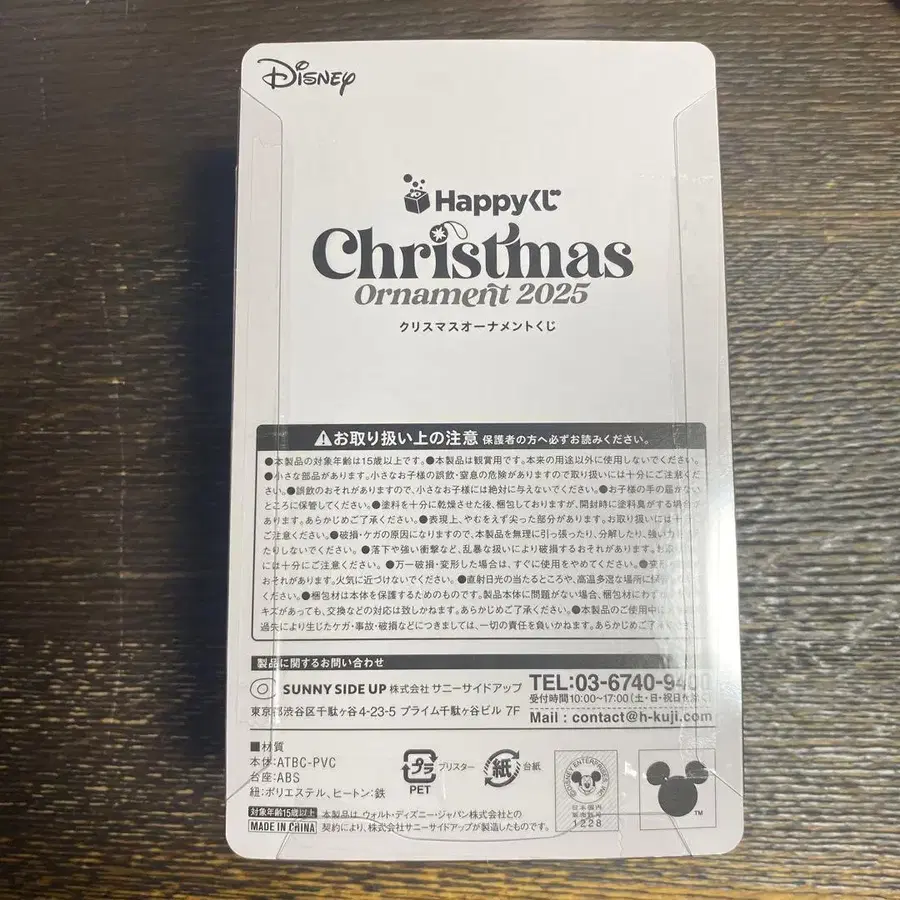 Disney
Happyくじ
Christmas
Ornament 2025
クリスマスオーナメントくじ
お取り扱い上の注意 保護者の方へ必ずお読みください。
●本製品の対象年齢は15歳以上です。●本製品は観賞用です。本来の用途以外に使用しないでください。
●小さな部品があります。小さなお子様の誤飲・窒息の危険がありますので取り扱いには十分にご注意くだ
さい。●誤飲のおそれがありますので、小さなお子様には絶対に与えないでください。●お子様の手の届かない
ところに保管してください。●塗料を十分に乾燥させた後、梱包しておりますが、開封時に塗料臭がする場合が
あります。あらかじめご了承ください。●表現上、やむをえず尖った部分があります。お取り扱いには十
ご注意ください。●破損・ケガの原因になりますので、本製品を無理に引っ張ったり、分解したり、強い
たりしないでください。●落下や強い衝撃など、乱暴な扱いにより破損するおそれがあります。お取
には十分にご注意ください。●万一破損・変形した場合は、すぐに使用をやめてください。●変形
おそれがあります。火気に近づけないでください。●直射日光の当たるところや、高温多湿な場所に
ださい。●梱包材は本体を保護するためのものです。製品本体に問題がない場合、梱包材にわずか
キズがあっても、交換などの対応は致しかねます。あらかじめご了承ください。●本製品のご使用中
過失により生じたケガ・事故・破損などにつきましては、一切の責任を負いかねます。あらかじめご了
製品に関するお問い合わせ
SUNNY SIDE UP 株式会社 サニーサイドアップ TEL:03-6740-9400
受付時間10:00~17:00(土・日・祝日
東京都渋谷区千駄ヶ谷4-23-5 プライム千駄ヶ谷ビル 7F Mail : contact@h-kuji.com
■材質
本体:ATBC-PVC
台座:ABS
紐:ポリエステル、ヒートン:鉄
プラ ブリスター
PET
紙 台紙
©DISNEY ENTERPRISES, INC.
日本国内
販売商品
1228
TM
対象年齢15歳以上
MADE IN CHINA
本製品は、ウォルト・ディズニー・ジャパン株式会社との
契約により、株式会社サニーサイドアップが製造したものです。